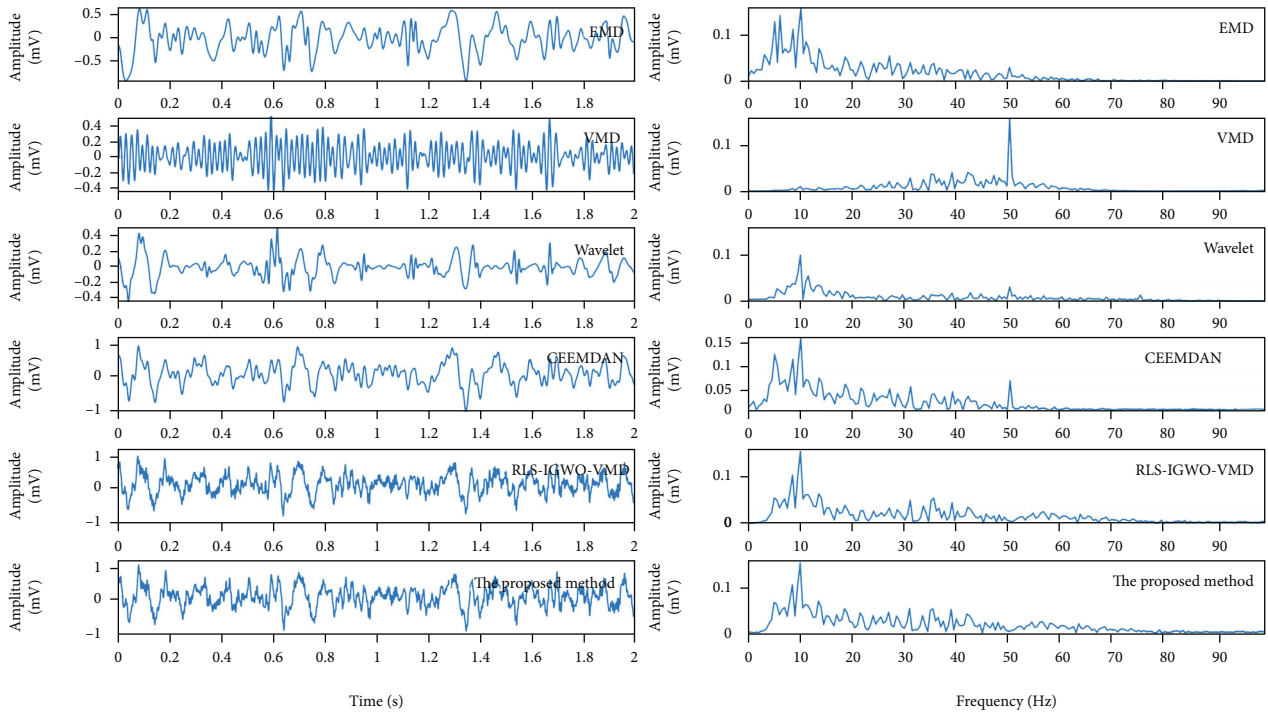 Amplitude
(mV)
0.5
0
−0.5
EMD
0 0.2 0.4 0.6 0.8 1 1.2 1.4 1.6 1.8
Amplitude
(mV)
0.1
0
EMD
0 10 20 30 40 50 60 70 80 90
Amplitude
(mV)
0.4
0.2
0
−0.2
−0.4
VMD
0 0.2 0.4 0.6 0.8 1 1.2 1.4 1.6 1.8 2
Amplitude
(mV)
0.1
0
VMD
0 10 20 30 40 50 60 70 80 90
Amplitude
(mV)
0.4
0.2
0
−0.2
−0.4
Wavelet
0 0.2 0.4 0.6 0.8 1 1.2 1.4 1.6 1.8 2
Amplitude
(mV)
0.1
0
Wavelet
0 10 20 30 40 50 60 70 80 90
Amplitude
(mV)
1
0
−1
CEEMDAN
0 0.2 0.4 0.6 0.8 1 1.2 1.4 1.6 1.8 2
Amplitude
(mV)
0.15
0.1
0.05
0
CEEMDAN
0 10 20 30 40 50 60 70 80 90
Amplitude
(mV)
1
0
−1
RLS-IGWO-VMD
0 0.2 0.4 0.6 0.8 1 1.2 1.4 1.6 1.8 2
Amplitude
(mV)
0.1
0
RLS-IGWO-VMD
0 10 20 30 40 50 60 70 80 90
Amplitude
(mV)
1
0
−1
The proposed method
0 0.2 0.4 0.6 0.8 1 1.2 1.4 1.6 1.8 2
Amplitude
(mV)
0.1
0
The proposed method
0 10 20 30 40 50 60 70 80 90
Time (s)
Frequency (Hz)